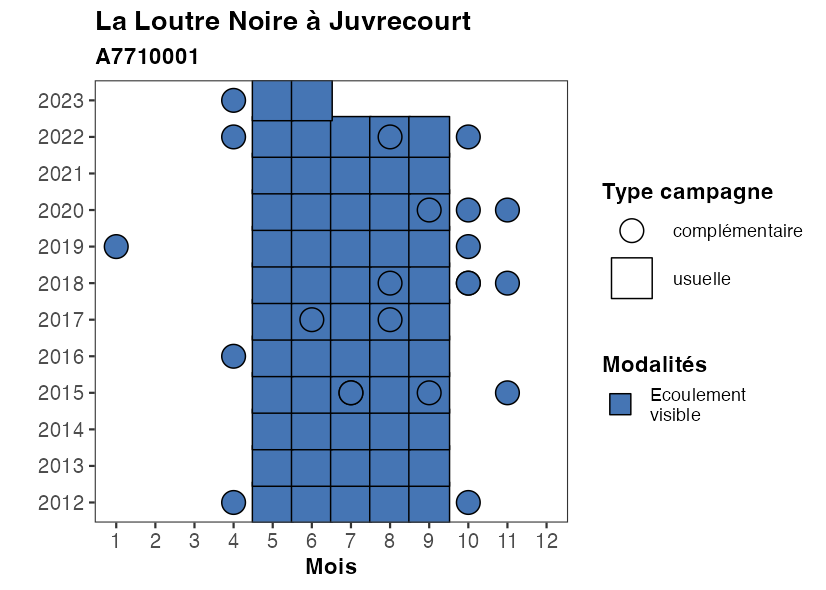 La Loutre Noire à Juvrecourt
A7710001
2023
2022
2021
2020
2019
2018
2017
2016
2015
2014
2013
2012
1 2 3 4 5 6 7 8 9 10 11 12
Mois
Type campagne
complémentaire
usuelle
Modalités
Ecoulement
visible